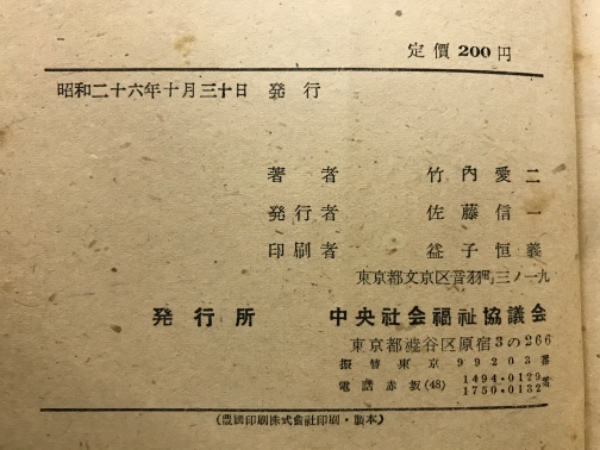 定價 200円
昭和二十六年十月三十日 発行
著者 竹内愛二
発行者 佐藤信一
印刷者 益子恒義
東京都文京区音羽町三ノ一九
発行所 中央社会福祉協議会
東京都澁谷区原宿3の266
振替東京99203番
電話赤坂(48) 1494・0129
1750・0132番
(豊國印刷株式會社印刷・製本)